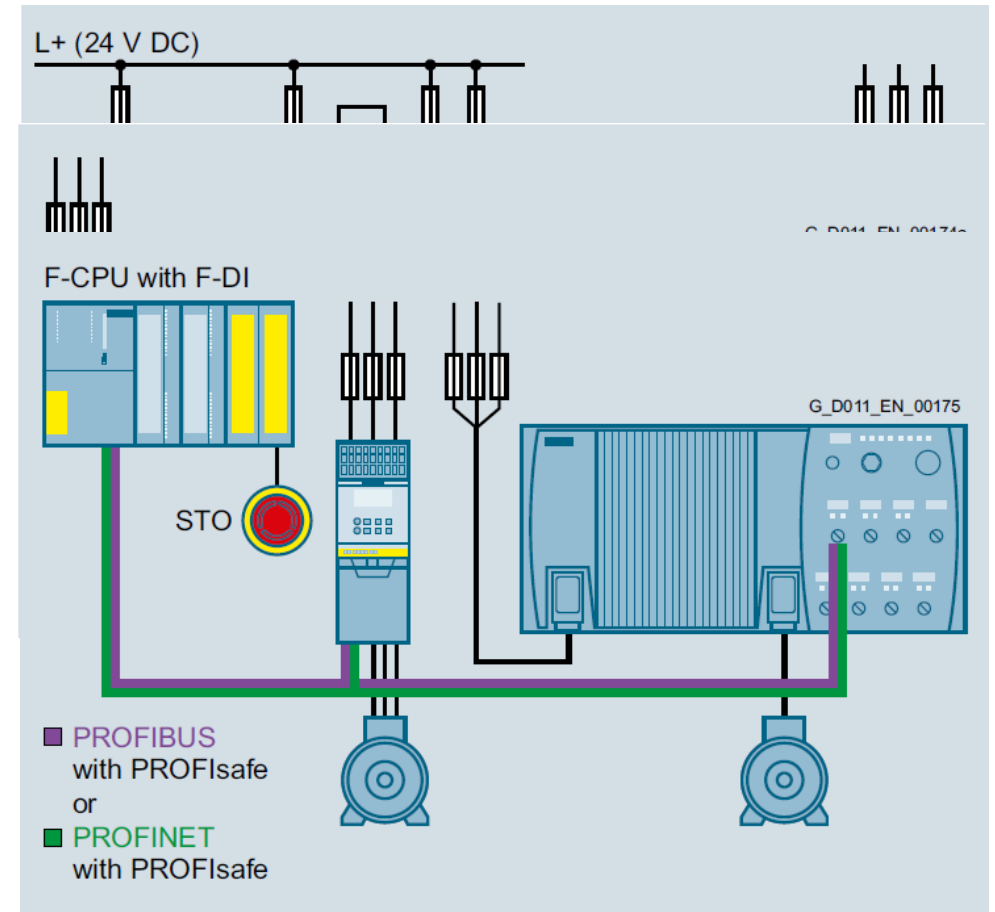 L+ (24 V DC)
F-CPU with F-DI
G_D011_EN_00175
STO
PROFIBUS
with PROFIsafe
or
PROFINET
with PROFIsafe